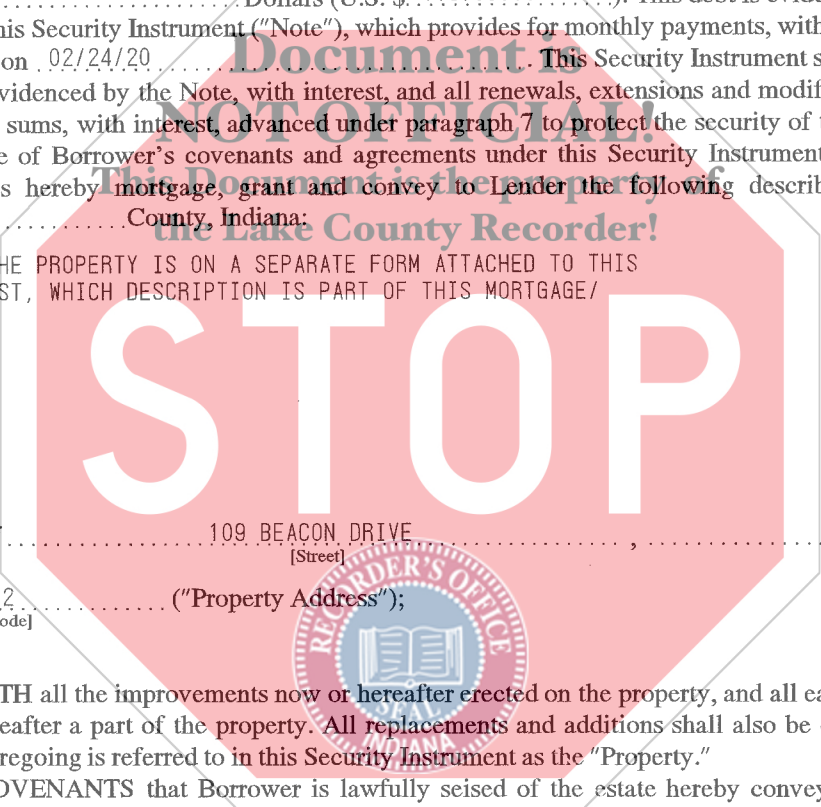 Dollars (U.S. $....................). This debt is evid
his Security Instrument ("Note"), which provides for monthly payments, with
on 02/24/20 .................................................... This Security Instrument s
videnced by the Note, with interest, and all renewals, extensions and modif
sums, with interest, advanced under paragraph 7 to protect the security of
e of Borrower's covenants and agreements under this Security Instrument
s hereby mortgage, grant and convey to Lender the following describ
............County, Indiana:
Document is
NOT OFFICIAL!
This Document is the property of
the Lake County Recorder!
HE PROPERTY IS ON A SEPARATE FORM ATTACHED TO THIS
ST, WHICH DESCRIPTION IS PART OF THIS MORTGAGE/
STOP
109 BEACON DRIVE ,
[Street]
2 ............. ("Property Address");
ode]
RECORDER'S OFFICE
SEAL
INDIANA
TH all the improvements now or hereafter erected on the property, and all ea
eafter a part of the property. All replacements and additions shall also be
regoing is referred to in this Security Instrument as the "Property."
OVENANTS that Borrower is lawfully seised of the estate hereby convey